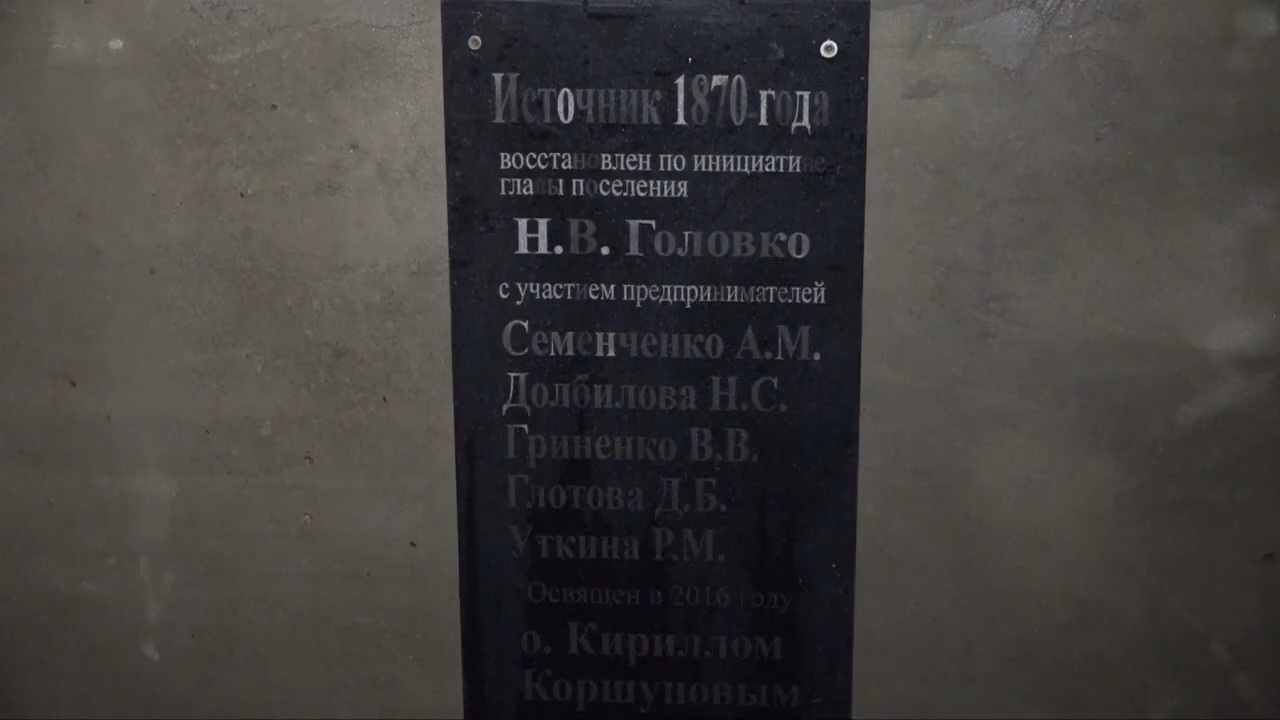 Источник 1870 года
восстановлен по инициативе
главы поселения
Н.В. Головко
с участием предпринимателей
Семенченко А.М.
Долбилова Н.С.
Гриненко В.В.
Глотова Д.Б.
Уткина Р.М.
Освящен в 2016 году
о. Кириллом
Коршуновым -